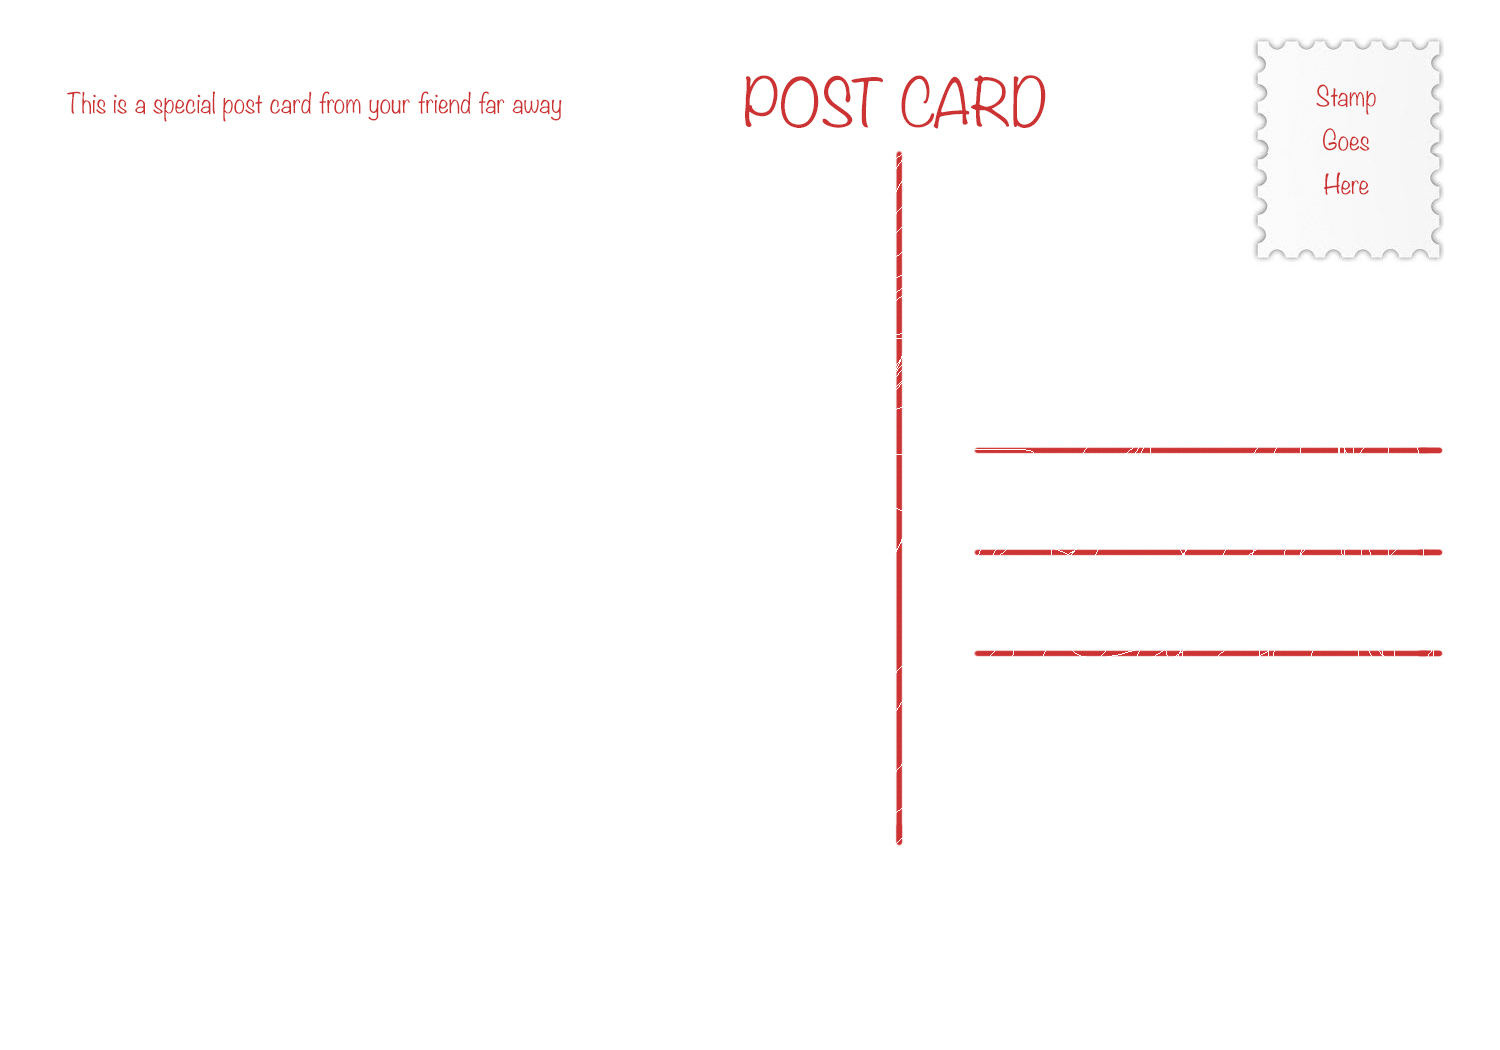 This is a special post card from your friend far away
POST CARD
Stamp
Goes
Here